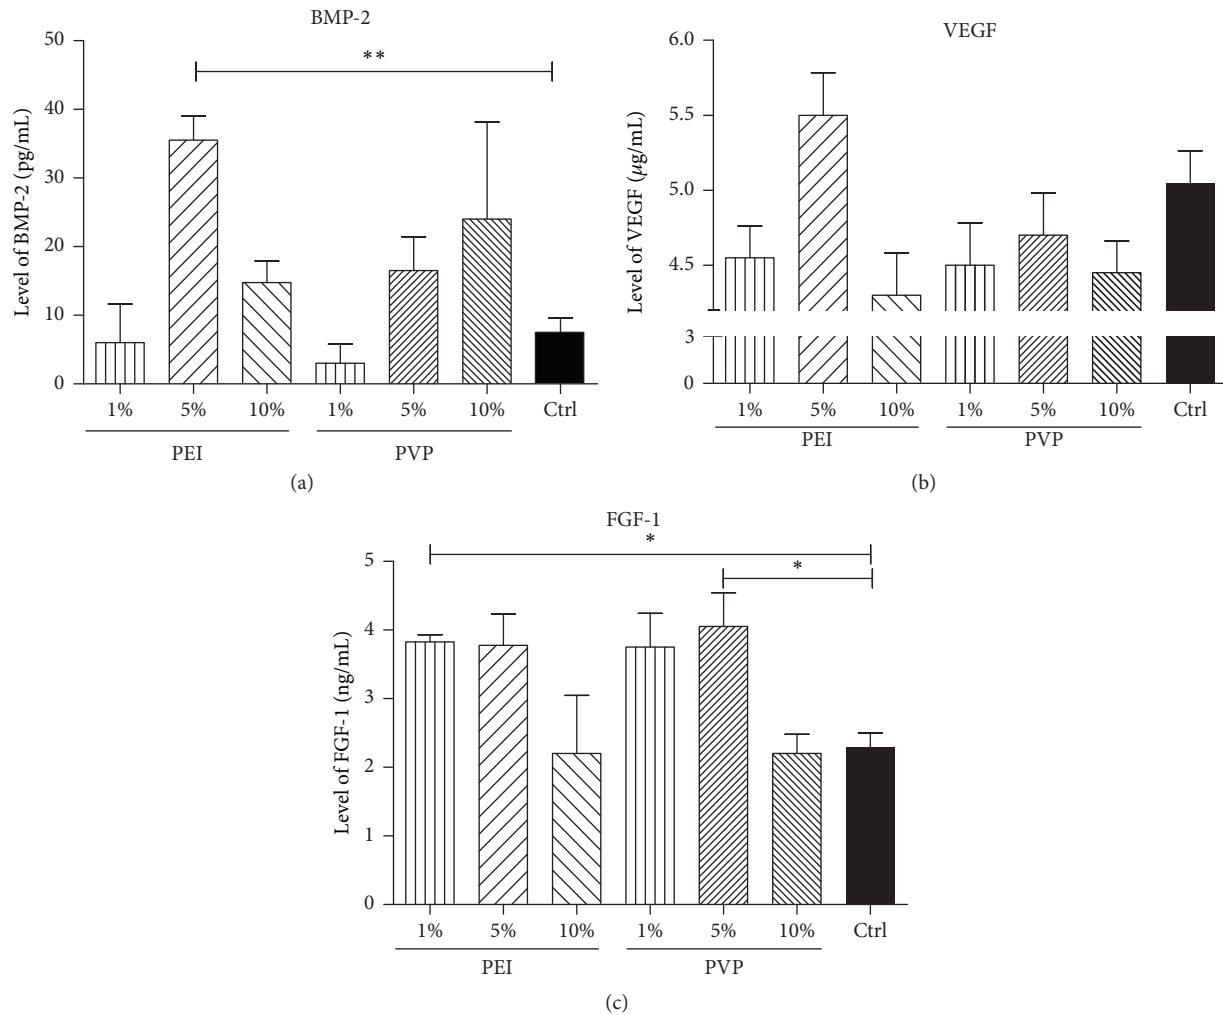 BMP-2
Level of BMP-2 (pg/mL)
50
40
30
20
10
0
**
1% 5% 10% 1% 5% 10% Ctrl
PEI PVP
(a)
VEGF
Level of VEGF (μg/mL)
6.0
5.5
5.0
4.5
3
0
1% 5% 10% 1% 5% 10% Ctrl
PEI PVP
(b)
FGF-1
Level of FGF-1 (ng/mL)
5
4
3
2
1
0
*
*
1% 5% 10% 1% 5% 10% Ctrl
PEI PVP
(c)